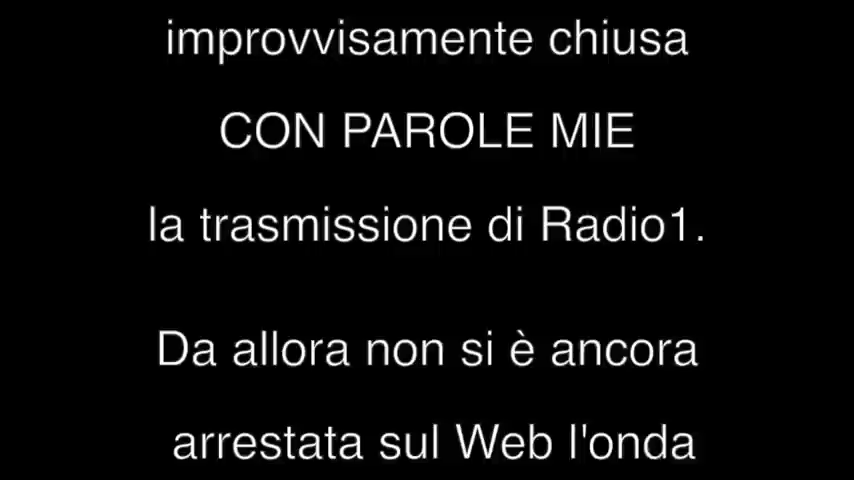 improvvisamente chiusa
CON PAROLE MIE
la trasmissione di Radio1.
Da allora non si è ancora
arrestata sul Web l'onda